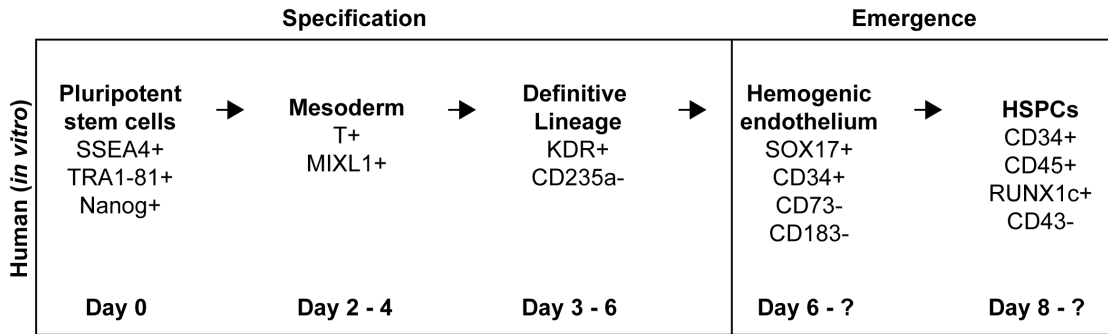 Specification
Emergence
Human (in vitro)
Pluripotent
stem cells
SSEA4+
TRA1-81+
Nanog+
Day 0
Mesoderm
T+
MIXL1+
Day 2 - 4
Definitive
Lineage
KDR+
CD235a-
Day 3 - 6
Hemogenic
endothelium
SOX17+
CD34+
CD73-
CD183-
Day 6 - ?
HSPCs
CD34+
CD45+
RUNX1c+
CD43-
Day 8 - ?